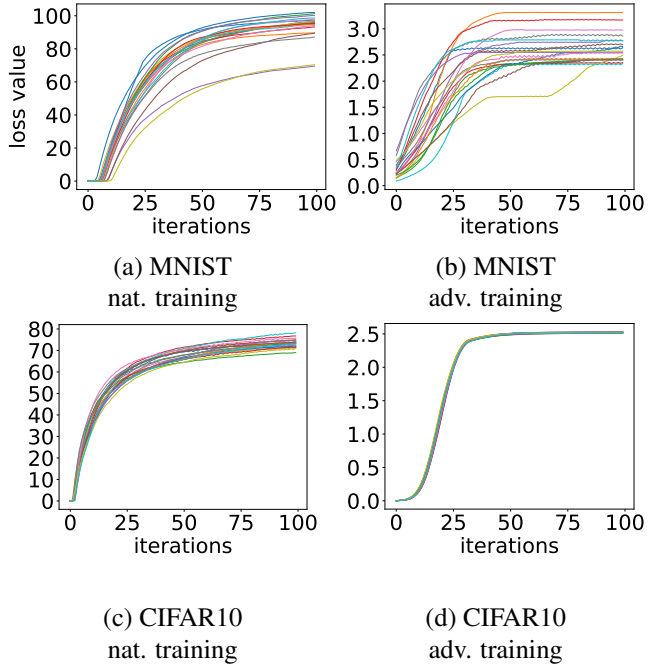 100
80
60
40
20
0
loss value
0 25 50 75 100
iterations
(a) MNIST
nat. training
3.0
2.5
2.0
1.5
1.0
0.5
0.0
0 25 50 75 100
iterations
(b) MNIST
adv. training
80
70
60
50
40
30
20
10
0
0 25 50 75 100
iterations
(c) CIFAR10
nat. training
2.5
2.0
1.5
1.0
0.5
0.0
0 25 50 75 100
iterations
(d) CIFAR10
adv. training